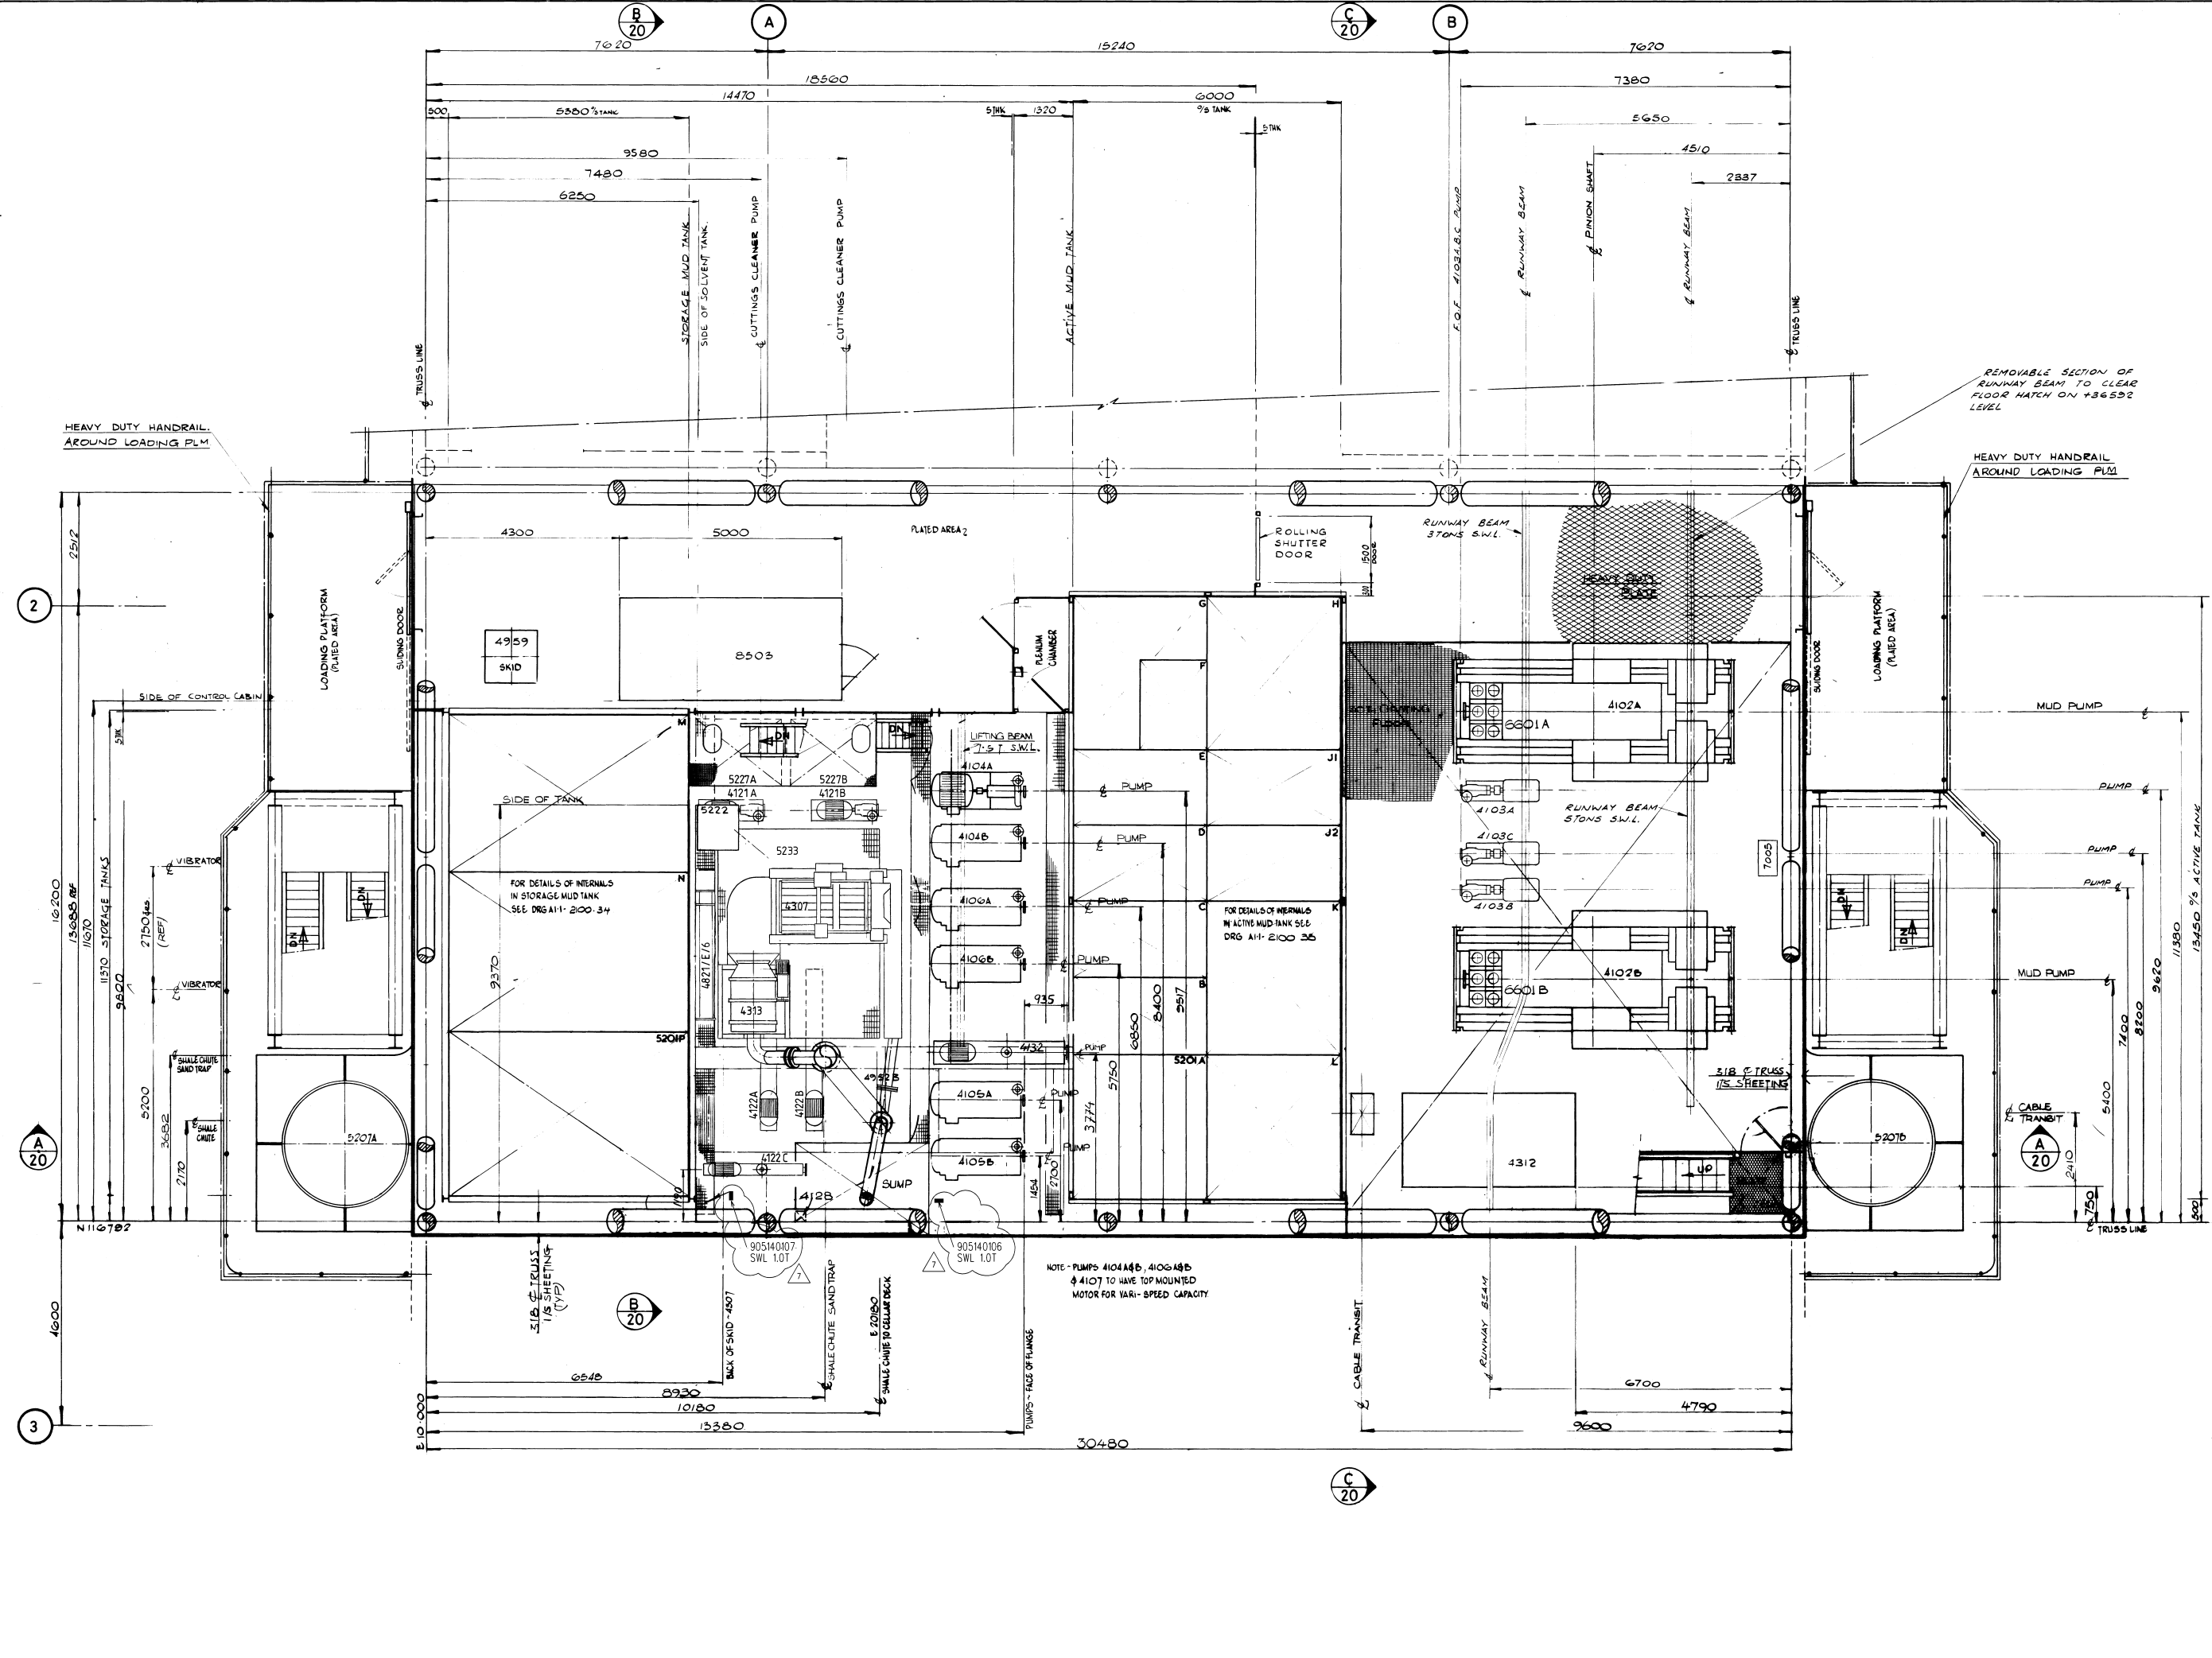 B
20
A
C
20
B
7620
15240
7620
18560
7380
14470
6000
O/S TANK
500
5380 O/S TANK
5THK
1320
5THK
5650
9580
4510
7480
2337
6250
℄ TRUSS LINE
STORAGE MUD TANK
SIDE OF SOLVENT TANK.
℄ CUTTINGS CLEANER PUMP
℄ CUTTINGS CLEANER PUMP
ACTIVE MUD TANK
F.O.F. 4103 A.B.C PUMP
℄ RUNWAY BEAM
℄ PINION SHAFT
℄ RUNWAY BEAM
℄ TRUSS LINE
REMOVABLE SECTION OF
RUNWAY BEAM TO CLEAR
FLOOR HATCH ON +36592
LEVEL
HEAVY DUTY HANDRAIL.
AROUND LOADING PLM
HEAVY DUTY HANDRAIL
AROUND LOADING PLM
2512
2
4300
5000
PLATED AREA
ROLLING
SHUTTER
DOOR
1500
DOOR
300
RUNWAY BEAM
3 TONS S.W.L.
HEAVY DUTY
PLATE
LOADING PLATFORM
(PLATED AREA)
SLIDING DOOR
LOADING PLATFORM
(PLATED AREA)
SLIDING DOOR
4959
SKID
8503
PLENUM
CHAMBER
G
H
F
SIDE OF CONTROL CABIN
5THK
M
DN
DN
LIFTING BEAM
7.5 T S.W.L.
4104A
5227A
5227B
4121A
4121B
5222
SIDE OF TANK
E
J1
℄ PUMP
4102A
6601A
MUD PUMP ℄
4103A
RUNWAY BEAM
5 TONS S.W.L.
PUMP ℄
D
J2
4104B
℄ PUMP
4103C
7005
PUMP ℄
5233
℄ VIBRATOR
N
FOR DETAILS OF INTERNALS
IN STORAGE MUD TANK
SEE DRG A1-1-2100-34
4307
4106A
℄ PUMP
C
K
FOR DETAILS OF INTERNALS
IN ACTIVE MUD TANK SEE
DRG A1-1-2100 35
4103B
PUMP ℄
16200
13688 REF
11670
11370 STORAGE TANKS
9802
2750 ℄es
(REF)
DN
DN
DN
DN
9370
4821/E/6
4106B
℄ PUMP
B
4102B
6601B
MUD PUMP ℄
℄ VIBRATOR
4313
935
6850
8400
9517
11380
13450 O/S ACTIVE TANK
9620
8200
7400
5400
5201P
4132
℄ PUMP
5201A
L
℄ SHALE CHUTE
SAND TRAP
5200
3682
2170
4952B
5750
3774
318 ℄ TRUSS
I/S SHEETING
℄ SHALE
CHUTE
4122A
4122B
4105A
℄ PUMP
℄ CABLE
TRANSIT
A
20
5207A
5207B
A
20
2410
4122C
4105B
℄ PUMP
4312
UP
1190
4128
SUMP
1454
2700
750
500
N116782
℄ TRUSS LINE
905140107
SWL 1.0T
7
905140106
SWL 1.0T
7
NOTE - PUMPS 4104A&B, 4106A&B
& 4107 TO HAVE TOP MOUNTED
MOTOR FOR VARI-SPEED CAPACITY
318 ℄ TRUSS
I/S SHEETING
(TYP)
B
20
BACK OF SKID - 4307
℄ SHALE CHUTE SAND TRAP
E 20180
℄ SHALE CHUTE TO CELLAR DECK
PUMPS - FACE OF FLANGE
℄ CABLE TRANSIT
℄ RUNWAY BEAM
4600
6548
8930
10180
13380
30480
6700
4790
9600
3
E 10.000
C
20